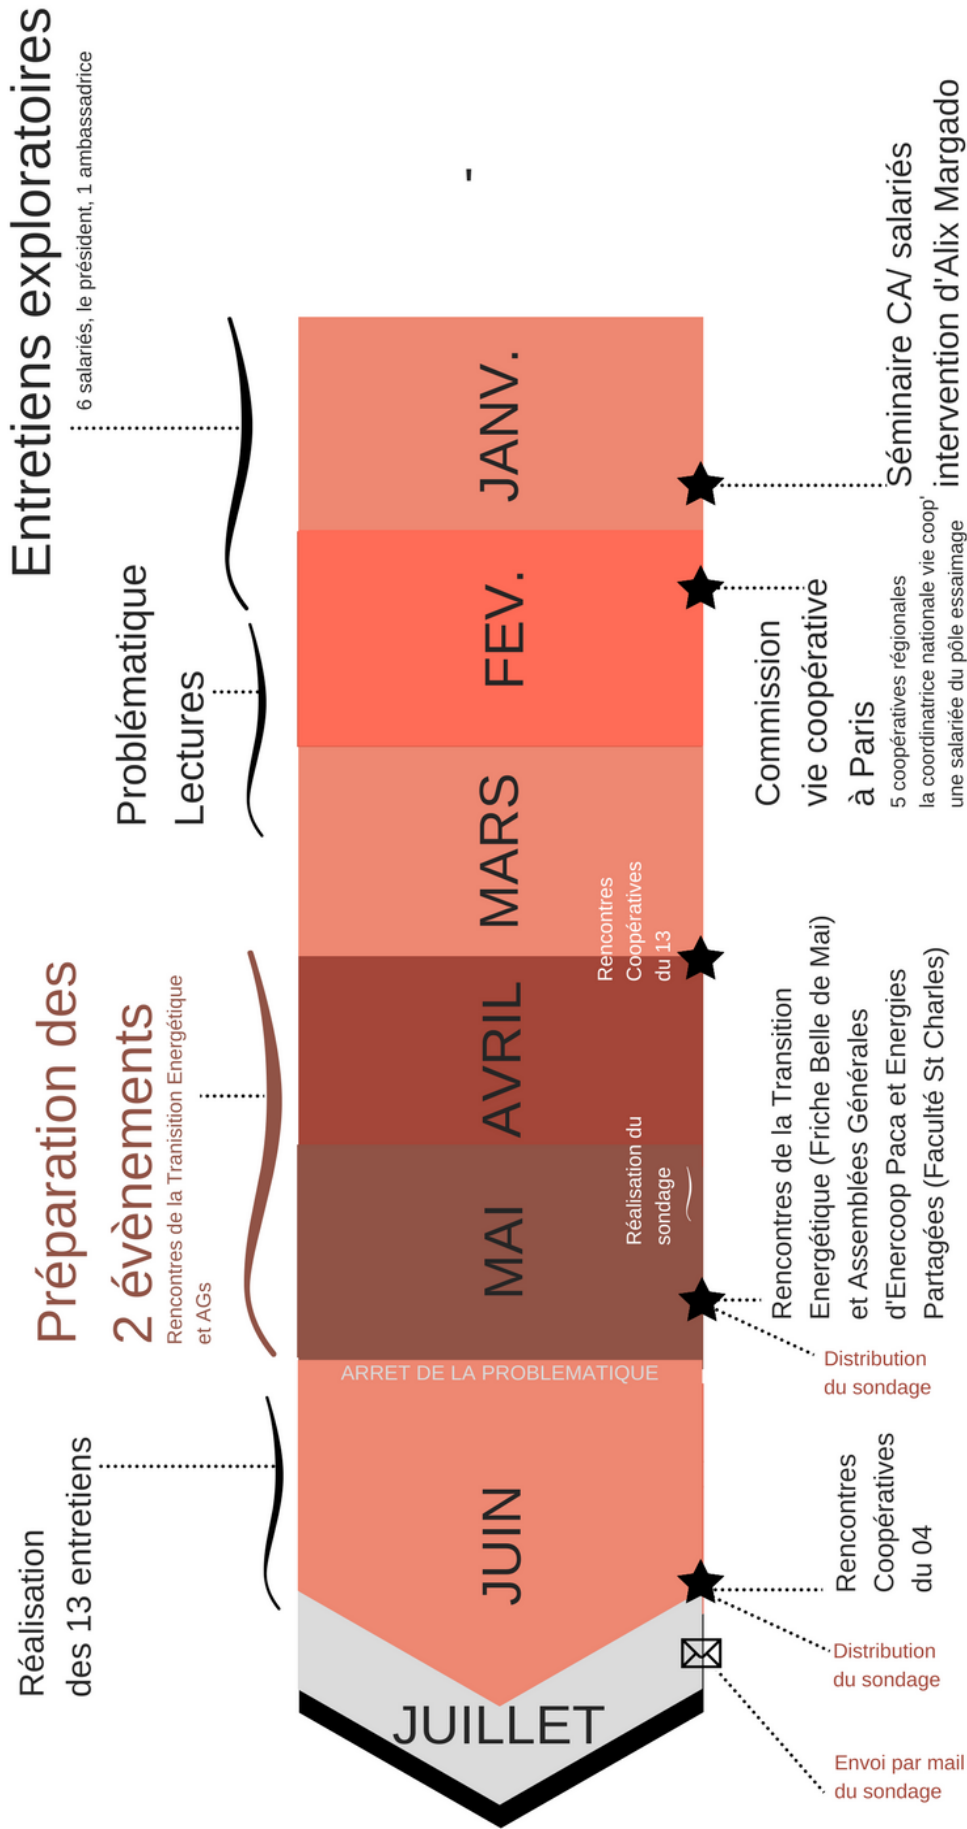 Entretiens exploratoires
6 salariés, le président, 1 ambassadrice
Problématique
Lectures
Préparation des
2 évènements
Rencontres de la Tranisition Energétique
et AGs
Réalisation
des 13 entretiens
'
JANV.
FEV.
MARS
AVRIL
MAI
JUIN
JUILLET
Rencontres
Coopératives
du 13
Réalisation du
sondage
ARRET DE LA PROBLEMATIQUE
Séminaire CA/ salariés
intervention d'Alix Margado
Commission
vie coopérative
à Paris
5 coopératives régionales
la coordinatrice nationale vie coop'
une salariée du pôle essaimage
Rencontres de la Transition
Energétique (Friche Belle de Mai)
et Assemblées Générales
d'Enercoop Paca et Energies
Partagées (Faculté St Charles)
Distribution
du sondage
Rencontres
Coopératives
du 04
Distribution
du sondage
Envoi par mail
du sondage